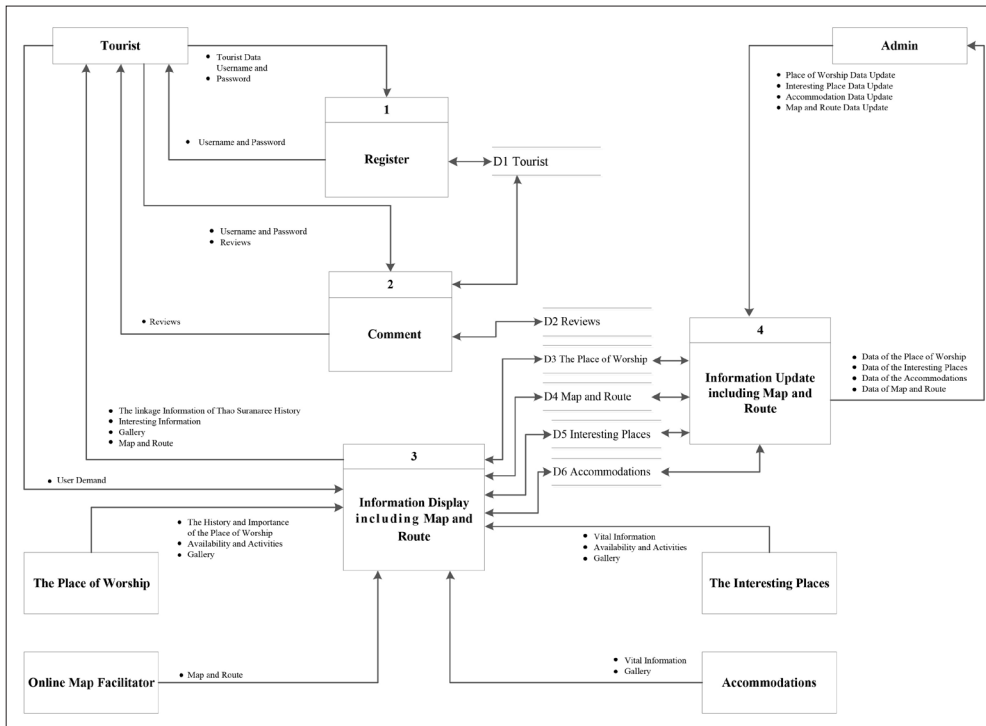 Tourist
Admin
• Tourist Data
Username and
• Password
• Place of Worship Data Update
• Interesting Place Data Update
• Accommodation Data Update
• Map and Route Data Update
1
Register
• Username and Password
D1 Tourist
• Username and Password
• Reviews
2
Comment
• Reviews
D2 Reviews
D3 The Place of Worship
D4 Map and Route
D5 Interesting Places
D6 Accommodations
4
Information Update
including Map and
Route
• Data of the Place of Worship
• Data of the Interesting Places
• Data of the Accommodations
• Data of Map and Route
• The linkage Information of Thao Suranaree History
• Interesting Information
• Gallery
• Map and Route
3
Information Display
including Map and
Route
• User Demand
• The History and Importance
of the Place of Worship
• Availability and Activities
• Gallery
• Vital Information
• Availability and Activities
• Gallery
The Place of Worship
The Interesting Places
Online Map Facilitator
• Map and Route
• Vital Information
• Gallery
Accommodations